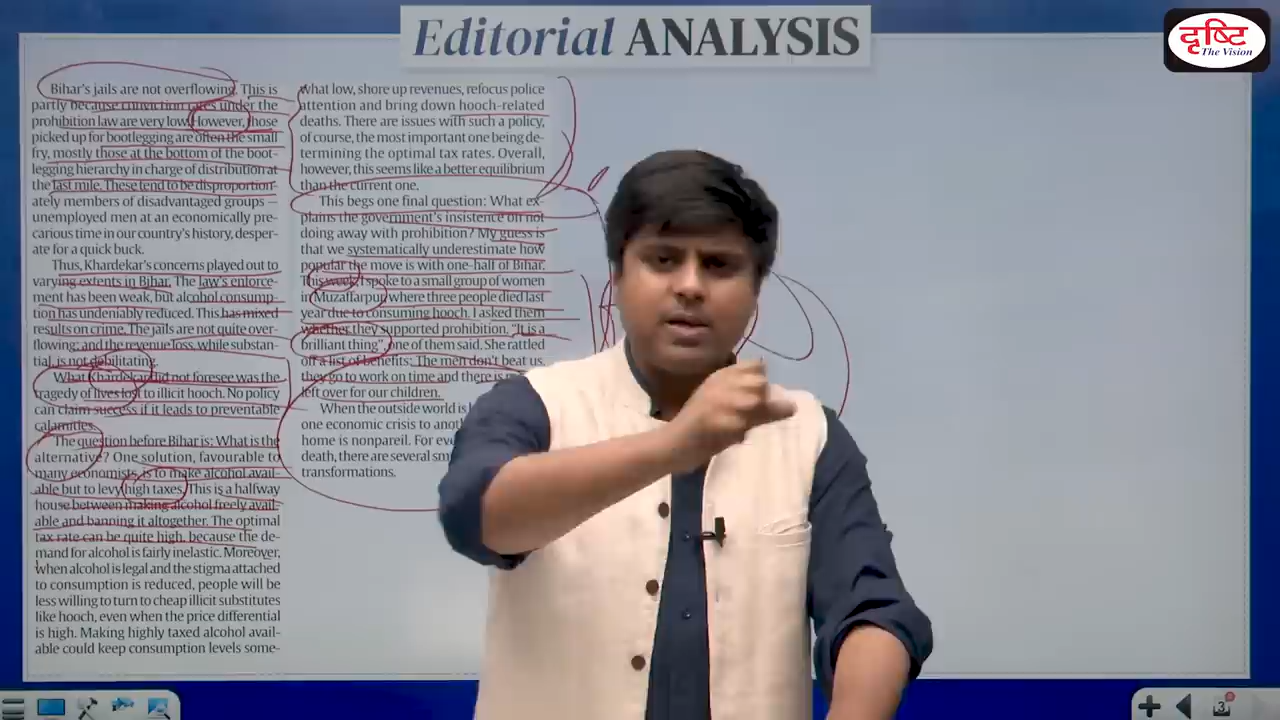 Editorial ANALYSIS
दृष्टि
The Vision
Bihar's jails are not overflowing. This is
partly because conviction rates under the
prohibition law are very low. However, those
picked up for bootlegging are often the small
fry, mostly those at the bottom of the boot-
legging hierarchy in charge of distribution at
the last mile. These tend to be disproportion-
ately members of disadvantaged groups —
unemployed men at an economically pre-
carious time in our country's history, desper-
ate for a quick buck.
Thus, Khardekar's concerns played out to
varying extents in Bihar. The law's enforce-
ment has been weak, but alcohol consump-
tion has undeniably reduced. This has mixed
results on crime. The jails are not quite over-
flowing; and the revenue loss, while substan-
tial, is not debilitating.
What Khardekar did not foresee was the
tragedy of lives lost to illicit hooch. No policy
can claim success if it leads to preventable
calamities.
The question before Bihar is: What is the
alternative? One solution, favourable to
many economists, is to make alcohol avail-
able but to levy high taxes. This is a halfway
house between making alcohol freely avail-
able and banning it altogether. The optimal
tax rate can be quite high, because the de-
mand for alcohol is fairly inelastic. Moreover,
when alcohol is legal and the stigma attached
to consumption is reduced, people will be
less willing to turn to cheap illicit substitutes
like hooch, even when the price differential
is high. Making highly taxed alcohol avail-
able could keep consumption levels some-
what low, shore up revenues, refocus police
attention and bring down hooch-related
deaths. There are issues with such a policy,
of course, the most important one being de-
termining the optimal tax rates. Overall,
however, this seems like a better equilibrium
than the current one.
This begs one final question: What ex-
plains the government's insistence on not
doing away with prohibition? My guess is
that we systematically underestimate how
popular the move is with one-half of Bihar.
This week, I spoke to a small group of women
in Muzaffarpur, where three people died last
year due to consuming hooch. I asked them
whether they supported prohibition. "It is a
brilliant thing", one of them said. She rattled
off a list of benefits: The men don't beat us,
they go to work on time and there is
left over for our children.
When the outside world is
one economic crisis to
home is nonpareil. For
death, there are several
transformations.
3